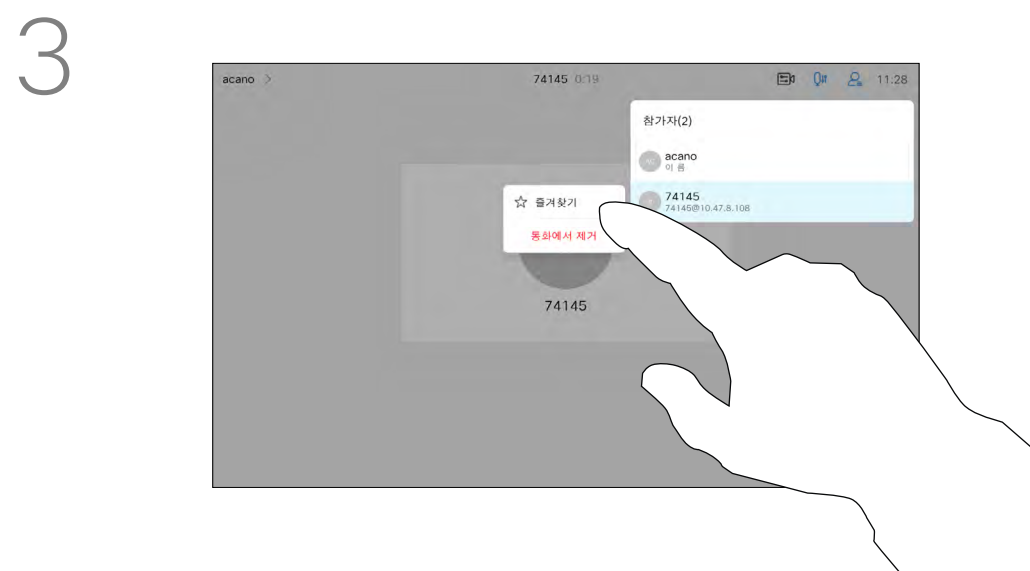 3
acano >
74145 0:19
11.28
참가자(2)
acano
이 름
74145
74145@10.47.8.108
즐겨찾기
통화에서 제거
74145